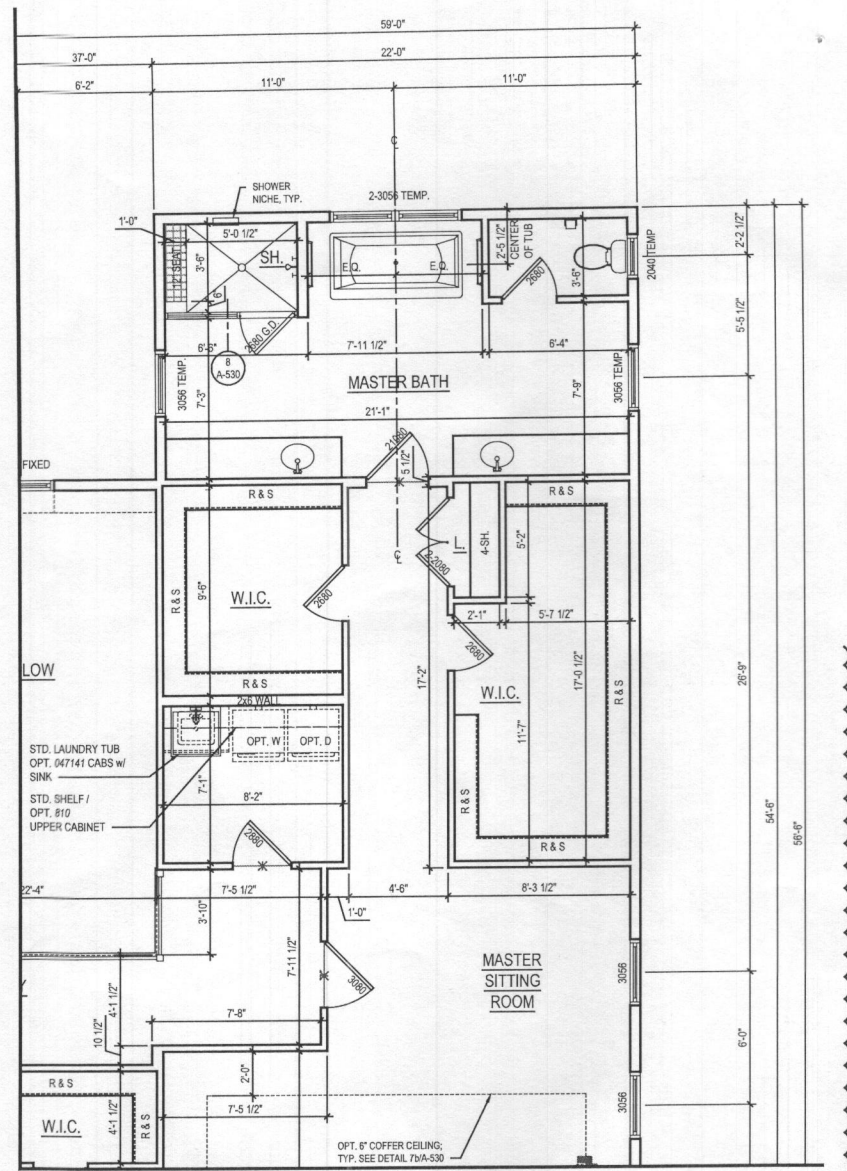 59'-0"
37'-0"
22'-0"
6'-2"
11'-0"
11'-0"
SHOWER
NICHE, TYP.
2-3056 TEMP.
1'-0"
5'-0 1/2"
12" SEAT
3'-6"
SH.
6"
E.Q.
E.Q.
2'-5 1/2"
CENTER
OF TUB
2680
3'-6"
2040 TEMP
2'-2 1/2"
5'-5 1/2"
6'-6"
2680 G.D.
8
A-530
7'-11 1/2"
6'-4"
3056 TEMP.
7'-3"
MASTER BATH
7'-9"
3056 TEMP
21'-1"
21080
5 1/2"
FIXED
R & S
R & S
9'-6"
R & S
W.I.C.
2680
R & S
L.
4-SH.
2-2080
5'-2"
2'-1"
5'-7 1/2"
2680
17'-2"
W.I.C.
17'-0 1/2"
11'-7"
R & S
R & S
R & S
26'-9"
54'-6"
56'-6"
LOW
2x6 WALL
OPT. W
OPT. D
STD. LAUNDRY TUB
OPT. 047141 CABS w/
SINK
STD. SHELF /
OPT. 810
UPPER CABINET
7'-1"
8'-2"
2880
22'-4"
7'-5 1/2"
4'-6"
8'-3 1/2"
1'-0"
3'-10"
7'-11 1/2"
3080
MASTER
SITTING
ROOM
3056
4'-1 1/2"
10 1/2"
7'-8"
6'-0"
2'-0"
7'-5 1/2"
3056
R & S
W.I.C.
4'-1 1/2"
R & S
OPT. 6" COFFER CEILING;
TYP. SEE DETAIL 7b/A-530